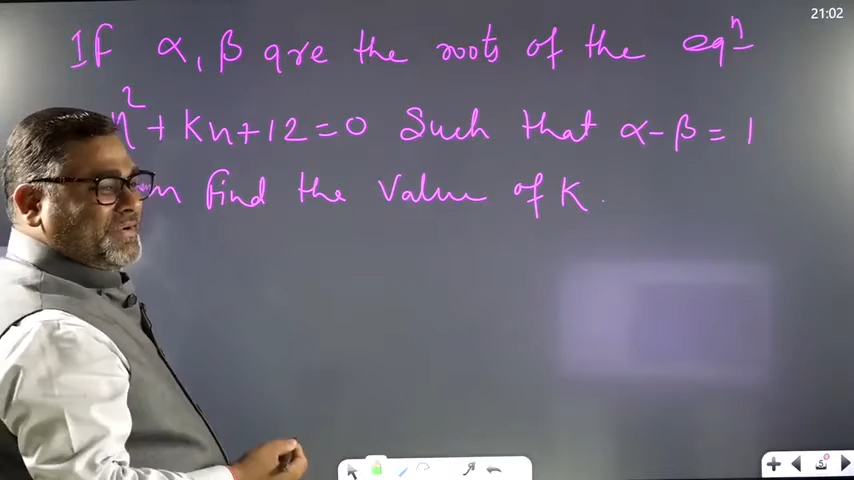 21:02
If α, β are the roots of the eqn
x² + Kx + 12 = 0 Such that α - β = 1
find the value of K.
5